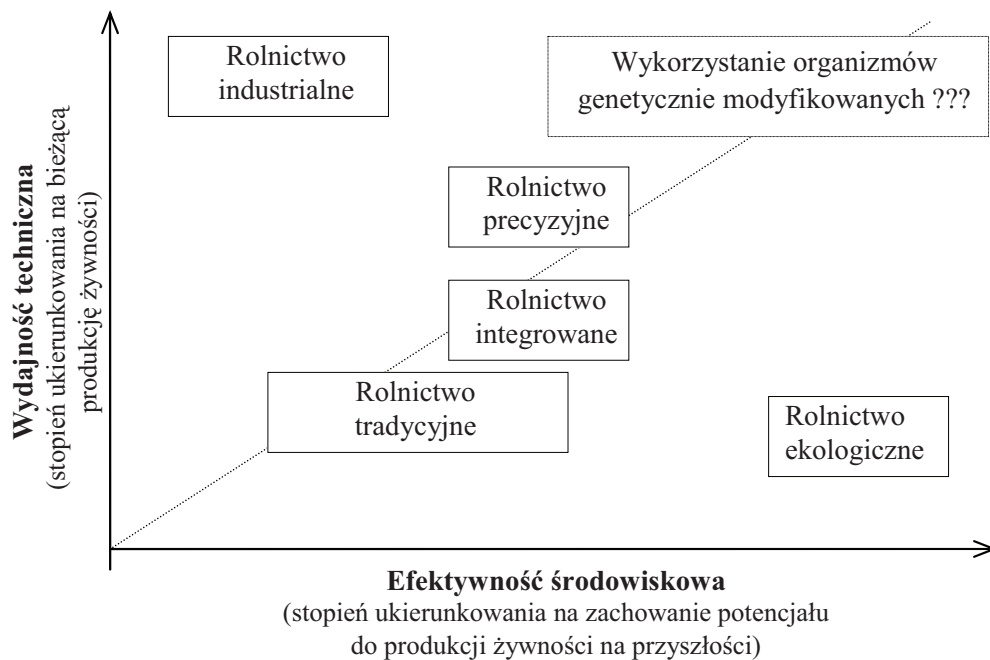 Rolnictwo
industrialne
Wykorzystanie organizmów
genetycznie modyfikowanych ???
Rolnictwo
precyzyjne
Rolnictwo
integrowane
Rolnictwo
tradycyjne
Rolnictwo
ekologiczne
Wydajność techniczna
(stopień ukierunkowania na bieżącą
produkcję żywności)
Efektywność środowiskowa
(stopień ukierunkowania na zachowanie potencjału
do produkcji żywności na przyszłości)